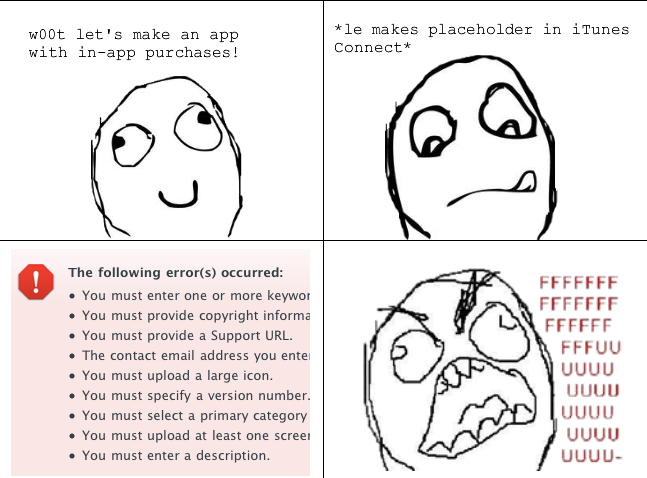 w00t let's make an app
with in-app purchases!
*le makes placeholder in iTunes
Connect*
The following error(s) occurred:
• You must enter one or more keywor
• You must provide copyright informa
• You must provide a Support URL.
• The contact email address you ente
• You must upload a large icon.
• You must specify a version number.
• You must select a primary category
• You must upload at least one screen
• You must enter a description.
FFFFFFF
FFFFFFF
FFFFFF
FFFUU
UUUU
UUUU
UUUU
UUUU
UUUU-